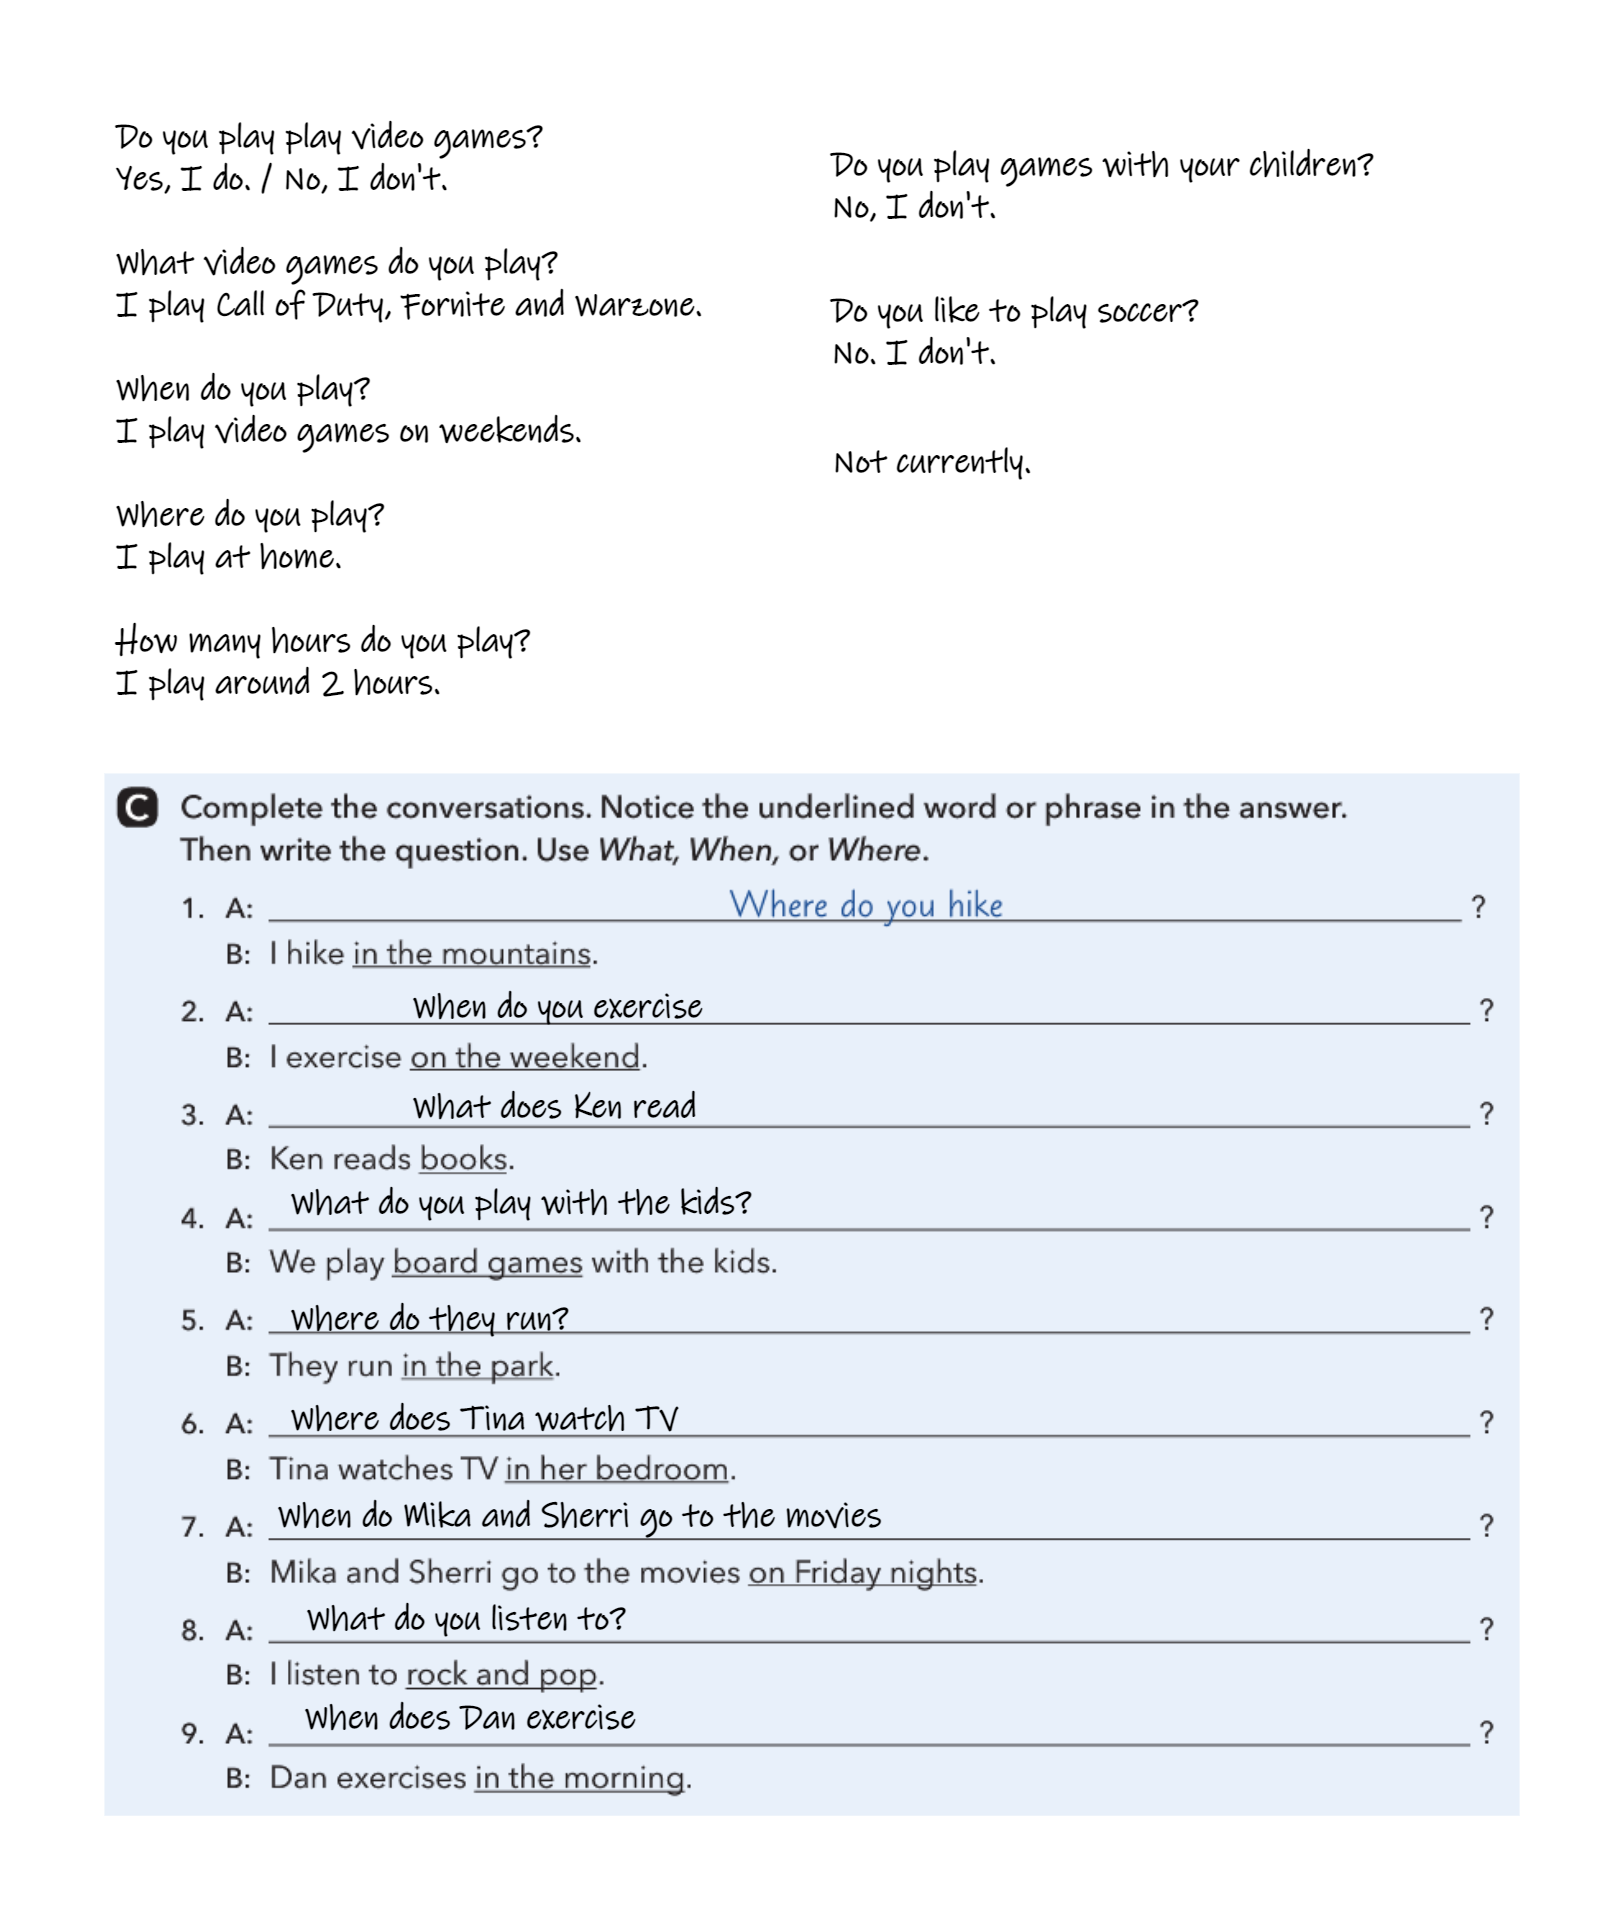 Do you play play video games?
Yes, I do. / No, I don't.
What video games do you play?
I play Call of Duty, Fornite and Warzone.
When do you play?
I play video games on weekends.
Where do you play?
I play at home.
How many hours do you play?
I play around 2 hours.
Do you play games with your children?
No, I don't.
Do you like to play soccer?
No. I don't.
Not currently.
C Complete the conversations. Notice the underlined word or phrase in the answer.
Then write the question. Use What, When, or Where.
1. A: Where do you hike ?
B: I hike in the mountains.
2. A: When do you exercise ?
B: I exercise on the weekend.
3. A: What does Ken read ?
B: Ken reads books.
4. A: What do you play with the kids? ?
B: We play board games with the kids.
5. A: Where do they run? ?
B: They run in the park.
6. A: Where does Tina watch TV ?
B: Tina watches TV in her bedroom.
7. A: When do Mika and Sherri go to the movies ?
B: Mika and Sherri go to the movies on Friday nights.
8. A: What do you listen to? ?
B: I listen to rock and pop.
9. A: When does Dan exercise ?
B: Dan exercises in the morning.